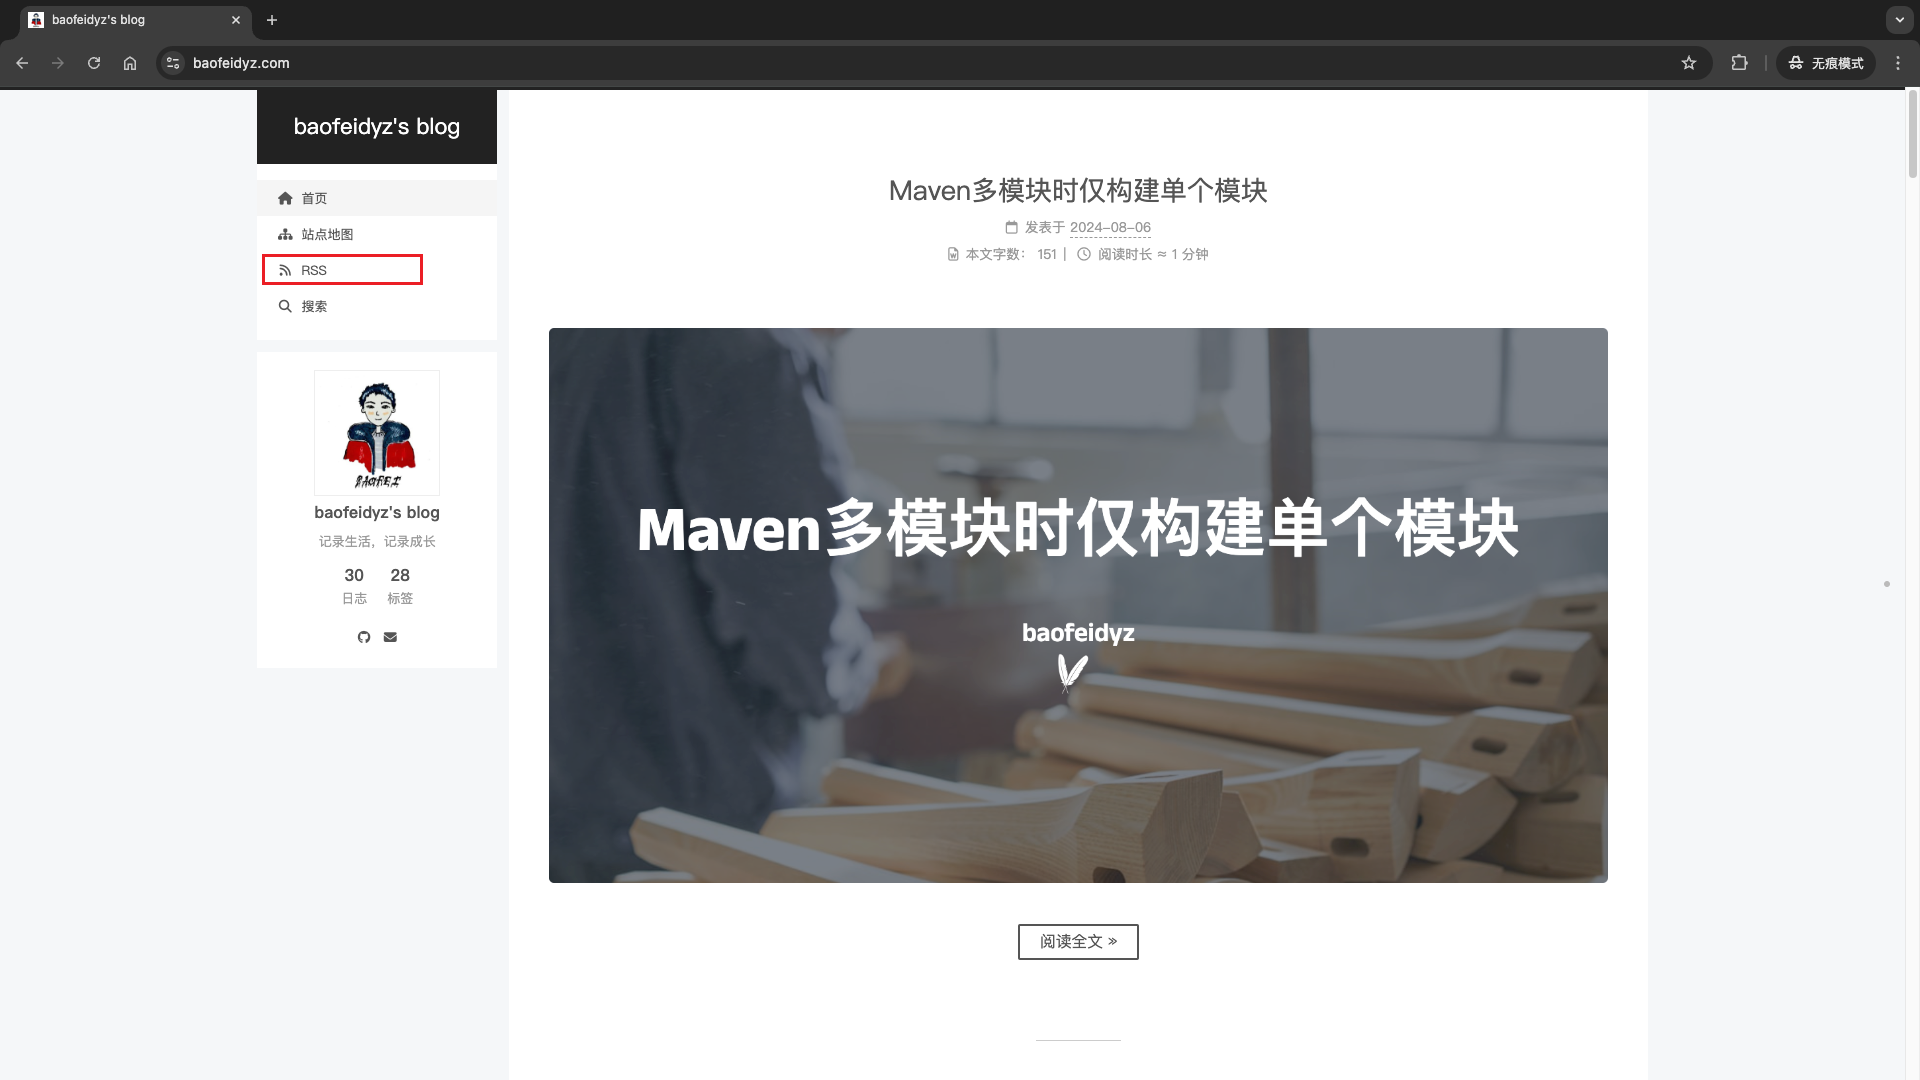 baofeidyz's blog
baofeidyz.com
无痕模式
baofeidyz's blog
首页
站点地图
RSS
搜索
BAOFEI
baofeidyz's blog
记录生活，记录成长
30 28
日志 标签
Maven多模块时仅构建单个模块
发表于 2024-08-06
本文字数： 151 | 阅读时长 ≈ 1 分钟
Maven多模块时仅构建单个模块
baofeidyz
阅读全文 »